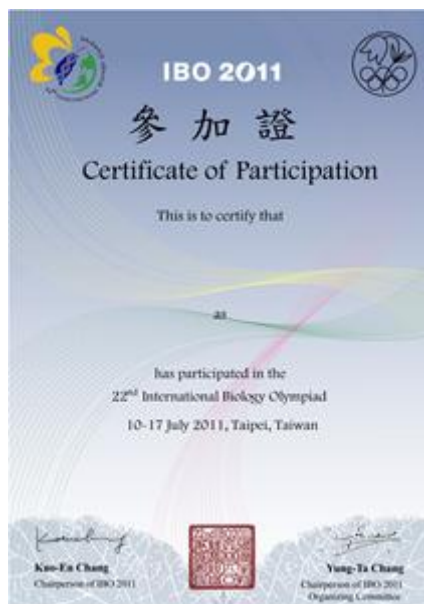 IBO 2011
參加證
Certificate of Participation
This is to certify that
as
has participated in the
22nd International Biology Olympiad
10-17 July 2011, Taipei, Taiwan
Kuo-En Chang
Chairperson of IBO 2011
Yung-Ta Chang
Chairperson of IBO 2011
Organizing Committee